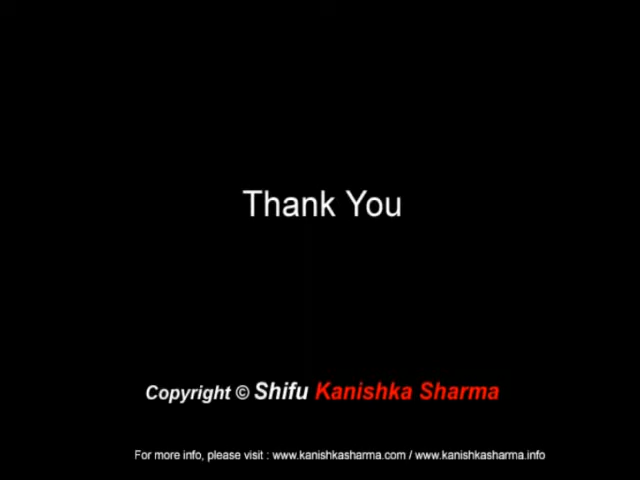 Thank You
Copyright © Shifu Kanishka Sharma
For more info, please visit : www.kanishkasharma.com / www.kanishkasharma.info